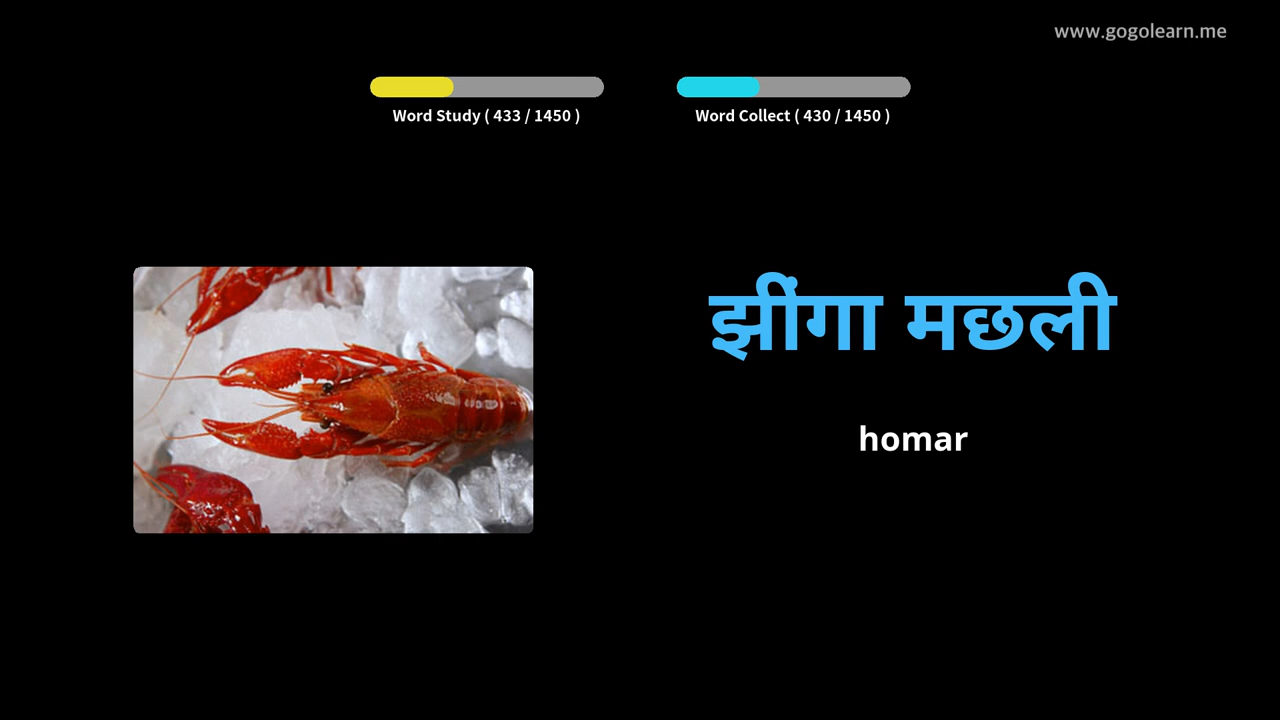 www.gogolearn.me
Word Study ( 433 / 1450 )
Word Collect ( 430 / 1450 )
झींगा मछली
homar